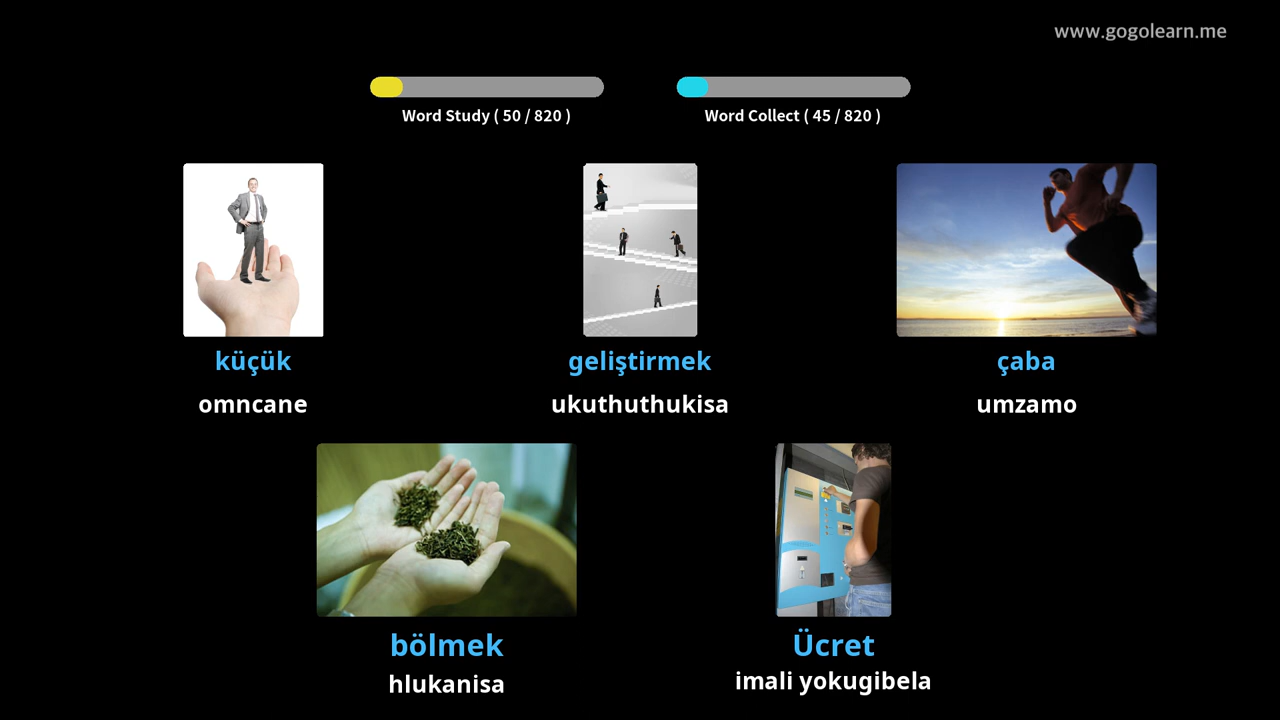 www.gogolearn.me
Word Study ( 50 / 820 )
Word Collect ( 45 / 820 )
küçük
geliştirmek
çaba
omncane
ukuthuthukisa
umzamo
bölmek
Ücret
hlukanisa
imali yokugibela